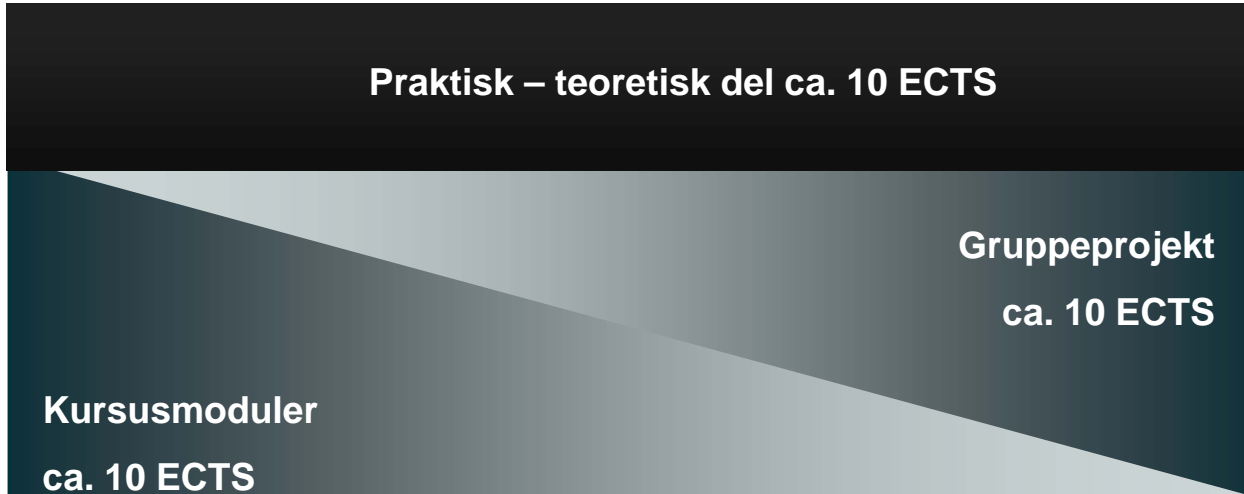 Praktisk – teoretisk del ca. 10 ECTS
Gruppeprojekt
ca. 10 ECTS
Kursusmoduler
ca. 10 ECTS